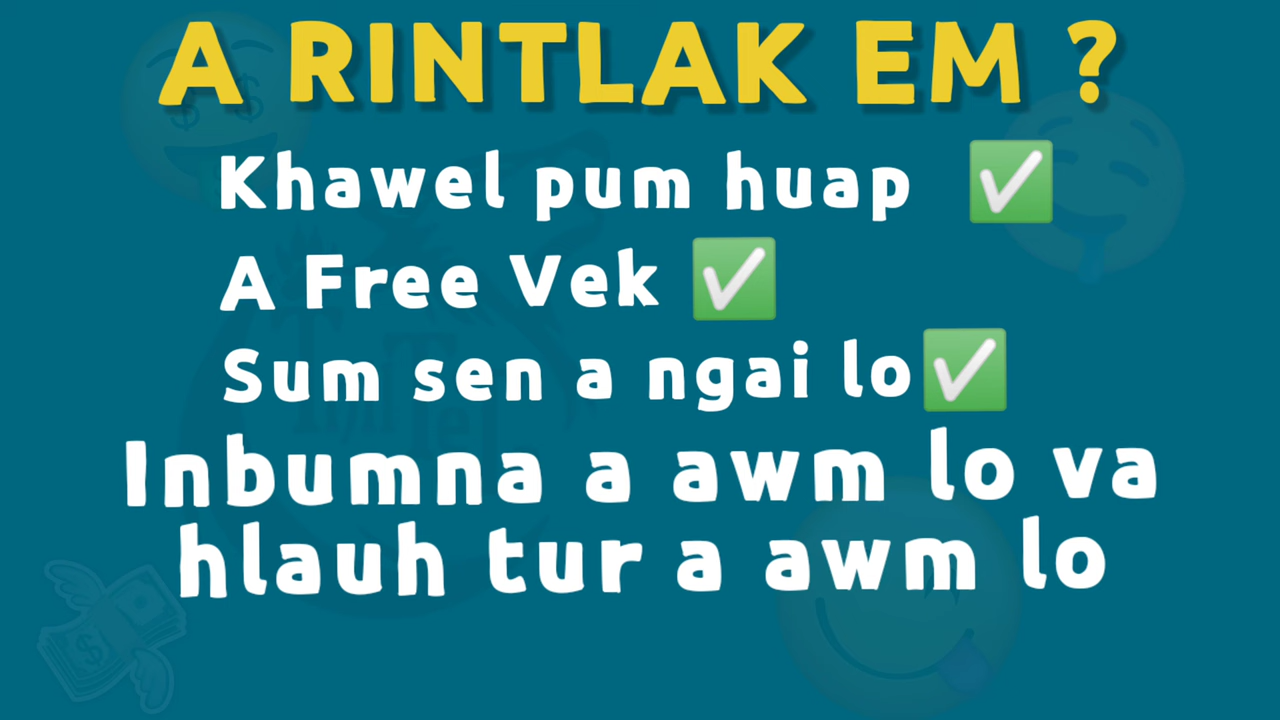 A RINTLAK EM ?
Khawel pum huap ✅
A Free Vek ✅
Sum sen a ngai lo✅
Inbumna a awm lo va
hlauh tur a awm lo